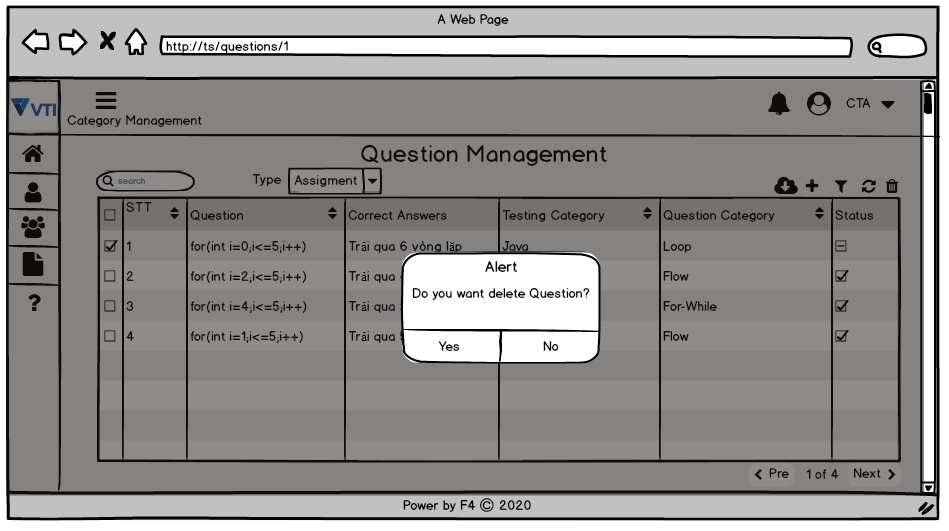 A Web Page
http://ts/questions/1
VTI
Category Management
CTA
Question Management
search
Type Assigment
STT Question Correct Answers Testing Category Question Category Status
1 for(int i=0,i<=5,i++) Trải qua 6 vòng lặp Java Loop
2 for(int i=2,i<=5,i++) Trải qua Flow
3 for(int i=4,i<=5,i++) Trải qua For-While
4 for(int i=1;i<=5;i++) Trải qua Flow
Alert
Do you want delete Question?
Yes No
Pre 1 of 4 Next
Power by F4 © 2020